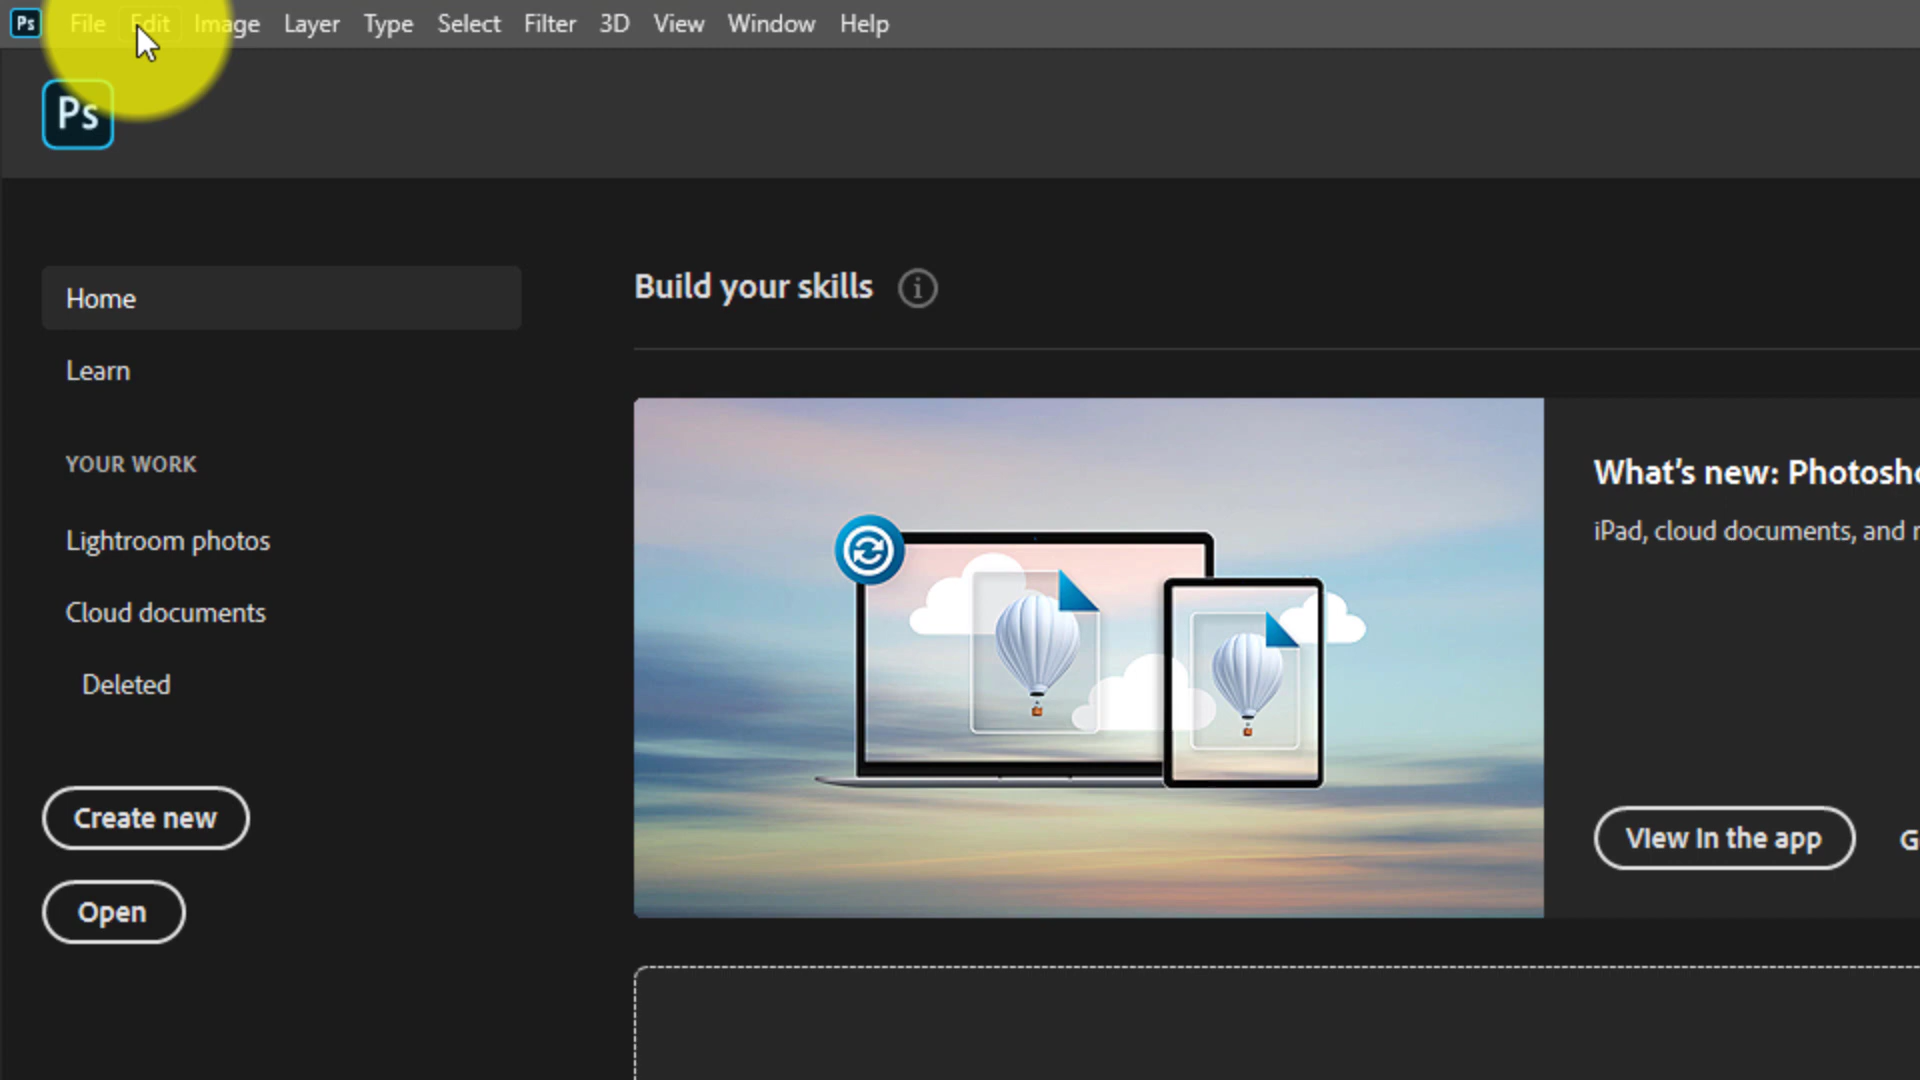 Ps File Edit Image Layer Type Select Filter 3D View Window Help
Ps
Home
Learn
YOUR WORK
Lightroom photos
Cloud documents
Deleted
Create new
Open
Build your skills
What's new: Photosho
iPad, cloud documents, and
View in the app